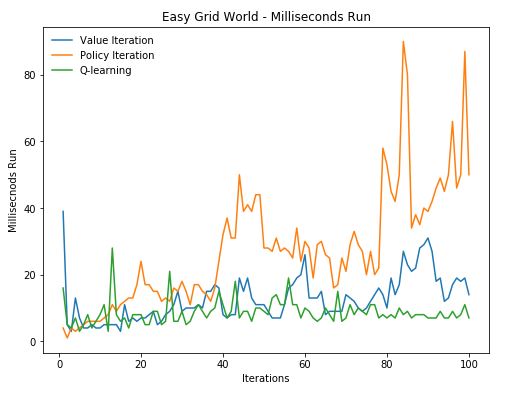 Easy Grid World - Milliseconds Run
Value Iteration
Policy Iteration
Q-learning
Millisecnods Run
80
60
40
20
0
0
20
40
60
80
100
Iterations